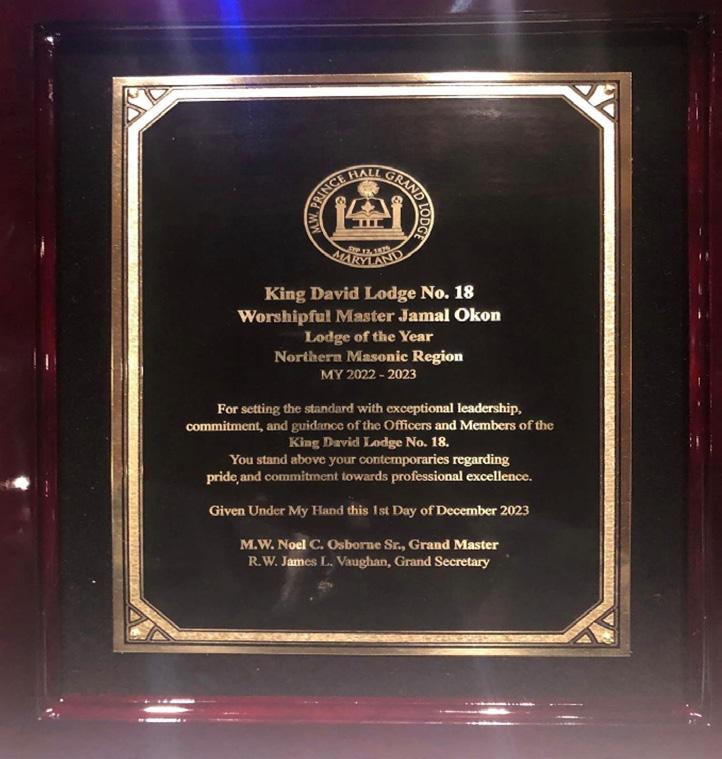 M.W. PRINCE HALL GRAND LODGE
SEP 12, 1876
MARYLAND
King David Lodge No. 18
Worshipful Master Jamal Okon
Lodge of the Year
Northern Masonic Region
MY 2022 - 2023
For setting the standard with exceptional leadership,
commitment, and guidance of the Officers and Members of the
King David Lodge No. 18.
You stand above your contemporaries regarding
pride and commitment towards professional excellence.
Given Under My Hand this 1st Day of December 2023
M.W. Noel C. Osborne Sr., Grand Master
R.W. James L. Vaughan, Grand Secretary